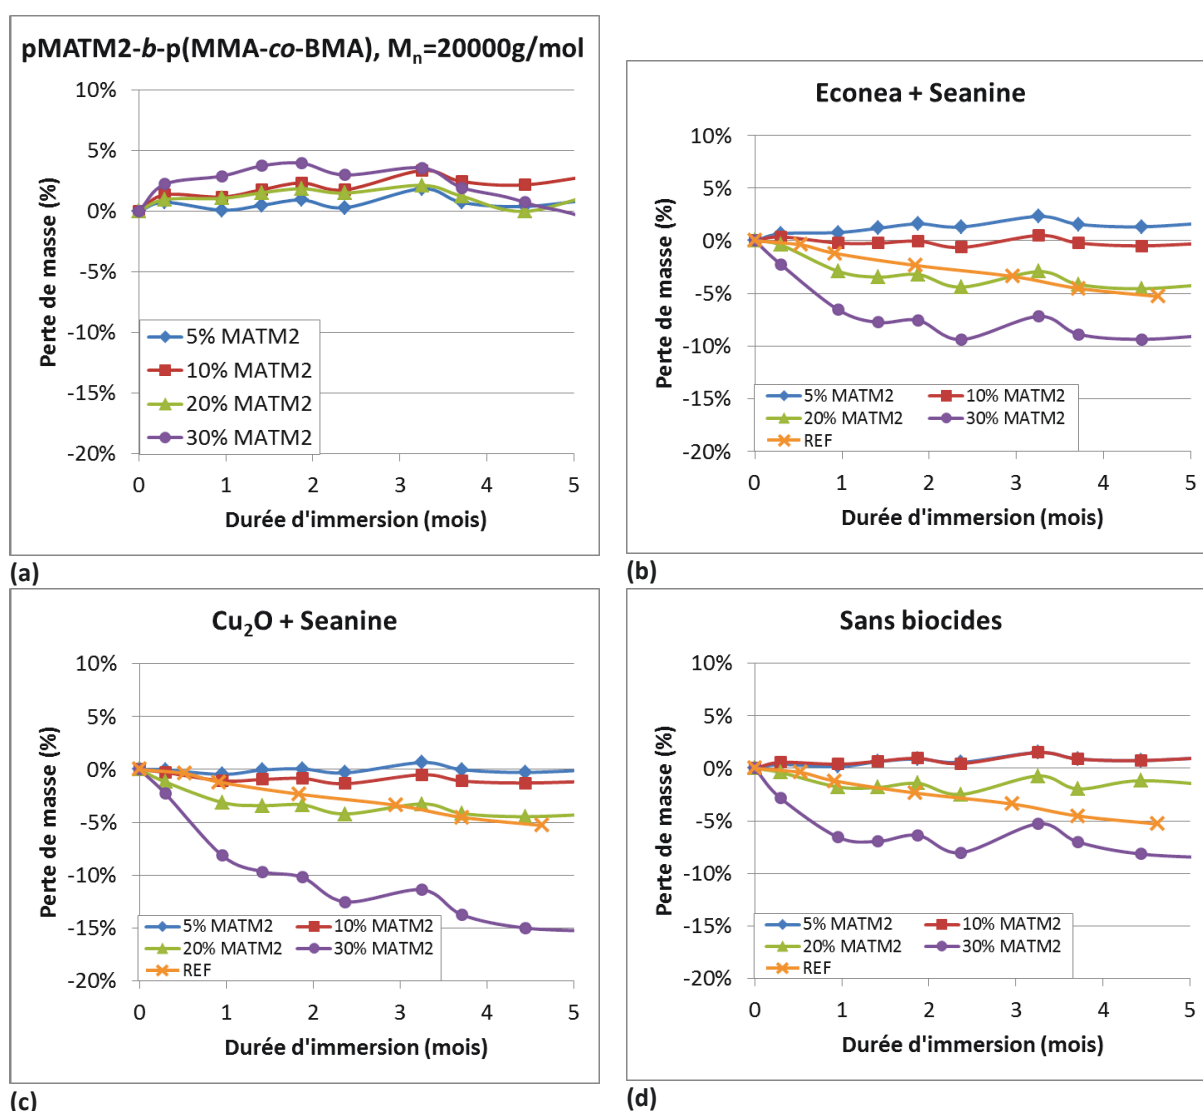 pMATM2-b-p(MMA-co-BMA), Mn=20000g/mol
10%
5%
0%
-5%
-10%
-15%
-20%
Perte de masse (%)
5% MATM2
10% MATM2
20% MATM2
30% MATM2
0 1 2 3 4 5
Durée d'immersion (mois)
(a)
Econea + Seanine
10%
5%
0%
-5%
-10%
-15%
-20%
Perte de masse (%)
5% MATM2 10% MATM2
20% MATM2 30% MATM2
REF
0 1 2 3 4 5
Durée d'immersion (mois)
(b)
Cu₂O + Seanine
10%
5%
0%
-5%
-10%
-15%
-20%
Perte de masse (%)
5% MATM2 10% MATM2
20% MATM2 30% MATM2
REF
0 1 2 3 4 5
Durée d'immersion (mois)
(c)
Sans biocides
10%
5%
0%
-5%
-10%
-15%
-20%
Perte de masse (%)
5% MATM2 10% MATM2
20% MATM2 30% MATM2
REF
0 1 2 3 4 5
Durée d'immersion (mois)
(d)